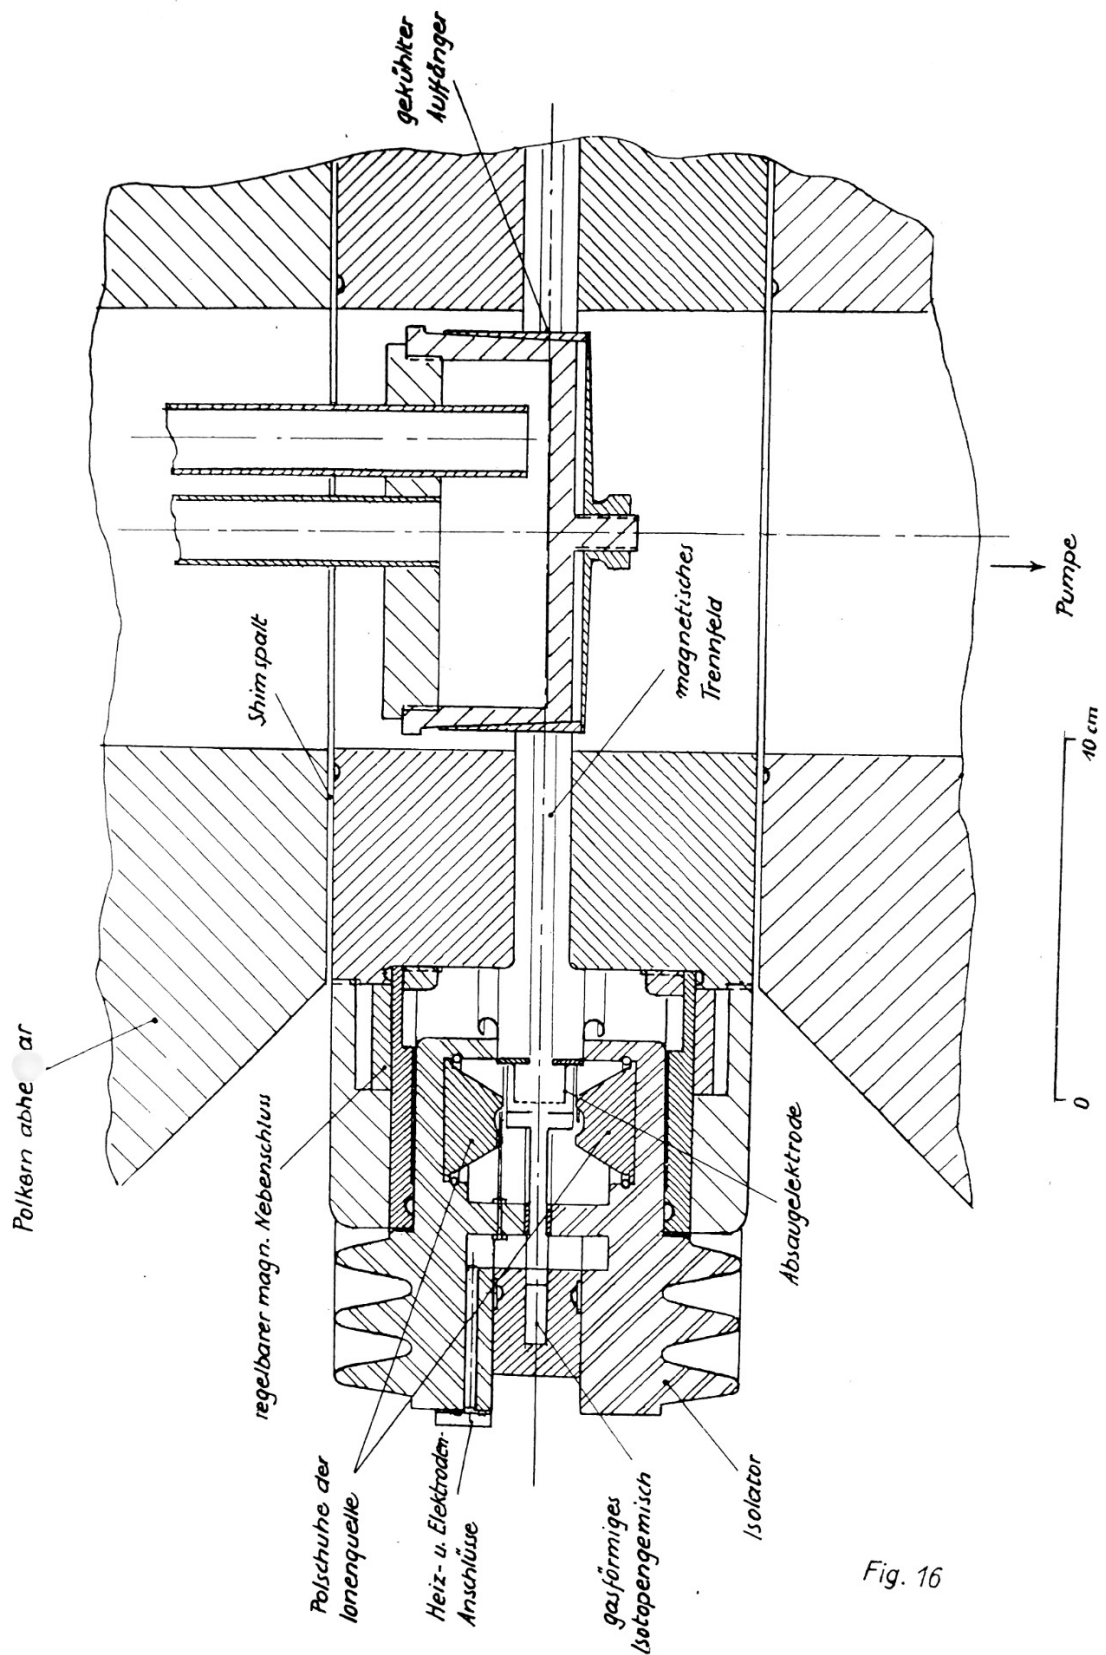 gekühlter
Auffänger
Shimspalt
magnetisches
Trennfeld
Pumpe
10 cm
0
Polkern
regelbarer magn. Nebenschluss
Absaugelektrode
Polschuhe der
Ionenquelle
Heiz- u. Elektroden-
Anschlüsse
gasförmiges
Isotopengemisch
Isolator
Fig. 16